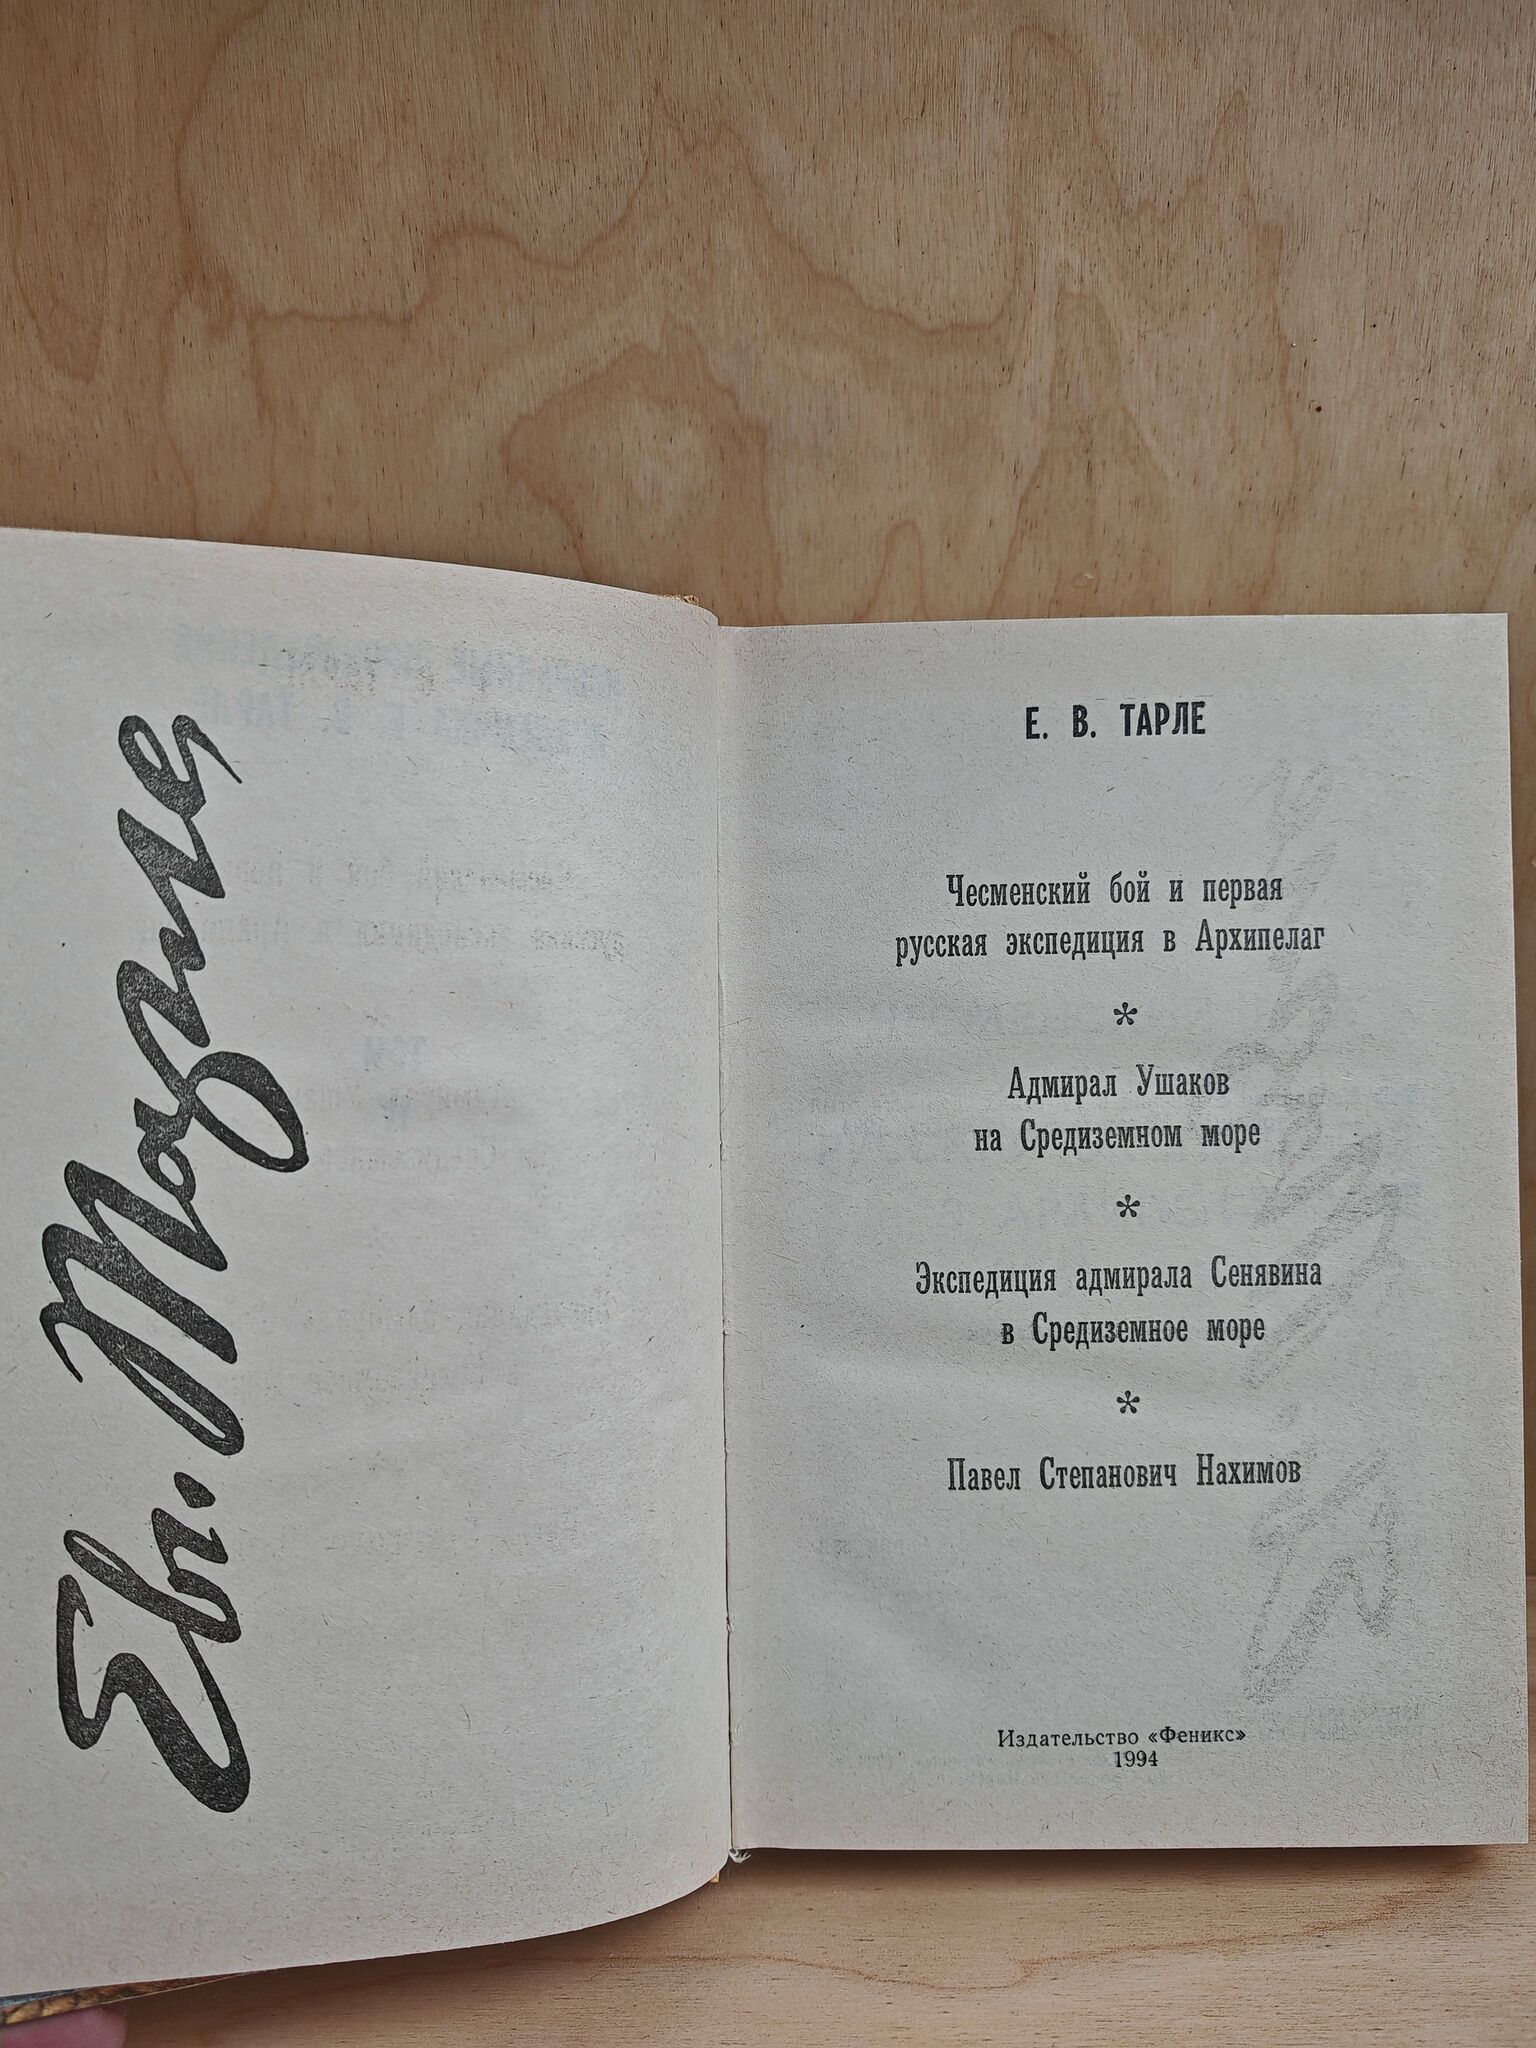 Евг. Тарле
Е. В. ТАРЛЕ
Чесменский бой и первая
русская экспедиция в Архипелаг
*
Адмирал Ушаков
на Средиземном море
*
Экспедиция адмирала Сенявина
в Средиземное море
*
Павел Степанович Нахимов
Издательство «Феникс»
1994